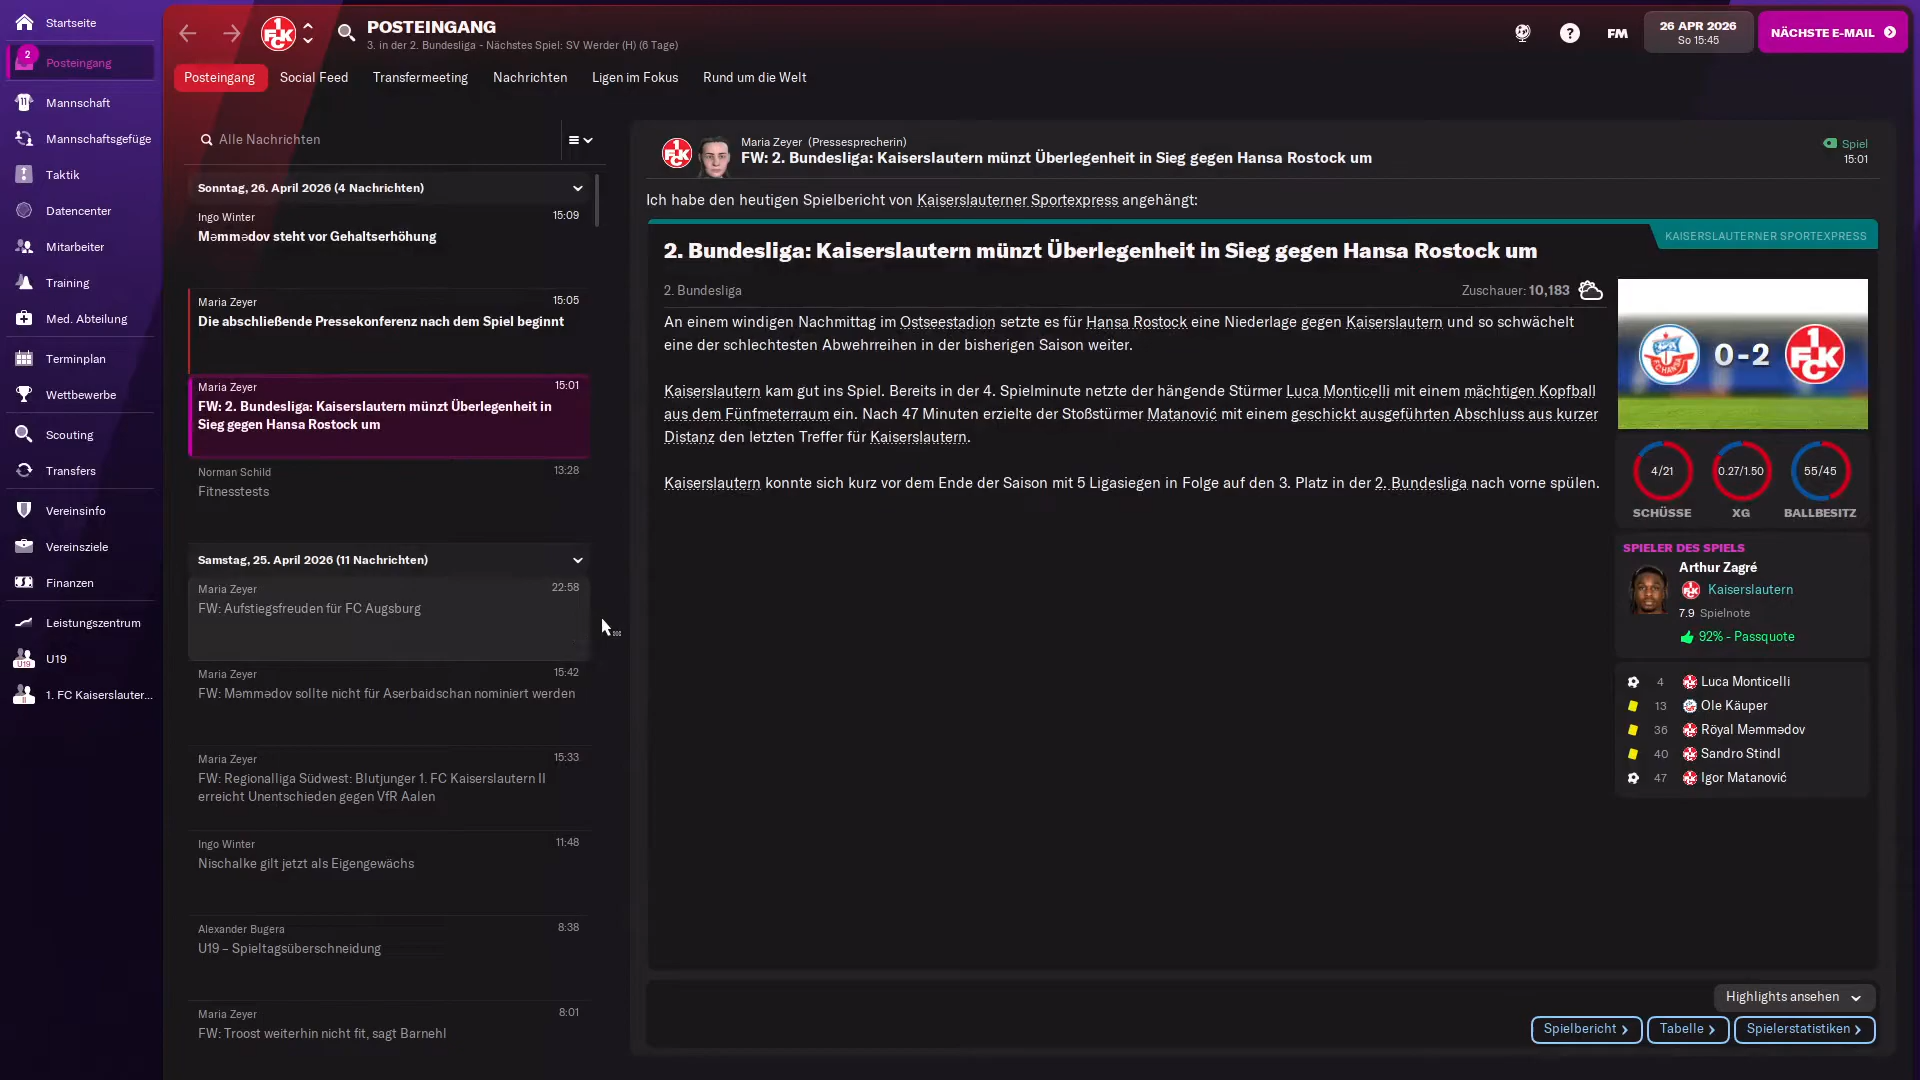 Startseite
2
Posteingang
Mannschaft
Mannschaftsgefüge
Taktik
Datencenter
Mitarbeiter
Training
Med. Abteilung
Terminplan
Wettbewerbe
Scouting
Transfers
Vereinsinfo
Vereinsziele
Finanzen
Leistungszentrum
U19
U19
1. FC Kaiserslauter...
POSTEINGANG
3. in der 2. Bundesliga - Nächstes Spiel: SV Werder (H) (6 Tage)
FM
26 APR 2026
So 15:45
NÄCHSTE E-MAIL
Posteingang
Social Feed
Transfermeeting
Nachrichten
Ligen im Fokus
Rund um die Welt
Alle Nachrichten
Sonntag, 26. April 2026 (4 Nachrichten)
Ingo Winter 15:09
Məmmədov steht vor Gehaltserhöhung
Maria Zeyer 15:05
Die abschließende Pressekonferenz nach dem Spiel beginnt
Maria Zeyer 15:01
FW: 2. Bundesliga: Kaiserslautern münzt Überlegenheit in
Sieg gegen Hansa Rostock um
Norman Schild 13:28
Fitnesstests
Samstag, 25. April 2026 (11 Nachrichten)
Maria Zeyer 22:58
FW: Aufstiegsfreuden für FC Augsburg
Maria Zeyer 15:42
FW: Məmmədov sollte nicht für Aserbaidschan nominiert werden
Maria Zeyer 15:33
FW: Regionalliga Südwest: Blutjunger 1. FC Kaiserslautern II
erreicht Unentschieden gegen VfR Aalen
Ingo Winter 11:48
Nischalke gilt jetzt als Eigengewächs
Alexander Bugera 8:38
U19 – Spieltagsüberschneidung
Maria Zeyer 8:01
FW: Troost weiterhin nicht fit, sagt Barnehl
Maria Zeyer (Pressesprecherin)
FW: 2. Bundesliga: Kaiserslautern münzt Überlegenheit in Sieg gegen Hansa Rostock um
Spiel
15:01
Ich habe den heutigen Spielbericht von Kaiserslauterner Sportexpress angehängt:
KAISERSLAUTERNER SPORTEXPRESS
2. Bundesliga: Kaiserslautern münzt Überlegenheit in Sieg gegen Hansa Rostock um
2. Bundesliga
Zuschauer: 10,183
An einem windigen Nachmittag im Ostseestadion setzte es für Hansa Rostock eine Niederlage gegen Kaiserslautern und so schwächelt
eine der schlechtesten Abwehrreihen in der bisherigen Saison weiter.
Kaiserslautern kam gut ins Spiel. Bereits in der 4. Spielminute netzte der hängende Stürmer Luca Monticelli mit einem mächtigen Kopfball
aus dem Fünfmeterraum ein. Nach 47 Minuten erzielte der Stoßstürmer Matanović mit einem geschickt ausgeführten Abschluss aus kurzer
Distanz den letzten Treffer für Kaiserslautern.
Kaiserslautern konnte sich kurz vor dem Ende der Saison mit 5 Ligasiegen in Folge auf den 3. Platz in der 2. Bundesliga nach vorne spülen.
0-2
4/21
0.27/1.50
55/45
SCHÜSSE
XG
BALLBESITZ
SPIELER DES SPIELS
Arthur Zagré
Kaiserslautern
7.9 Spielnote
92% - Passquote
4 Luca Monticelli
13 Ole Käuper
36 Röyal Məmmədov
40 Sandro Stindl
47 Igor Matanović
Highlights ansehen
Spielbericht
Tabelle
Spielerstatistiken